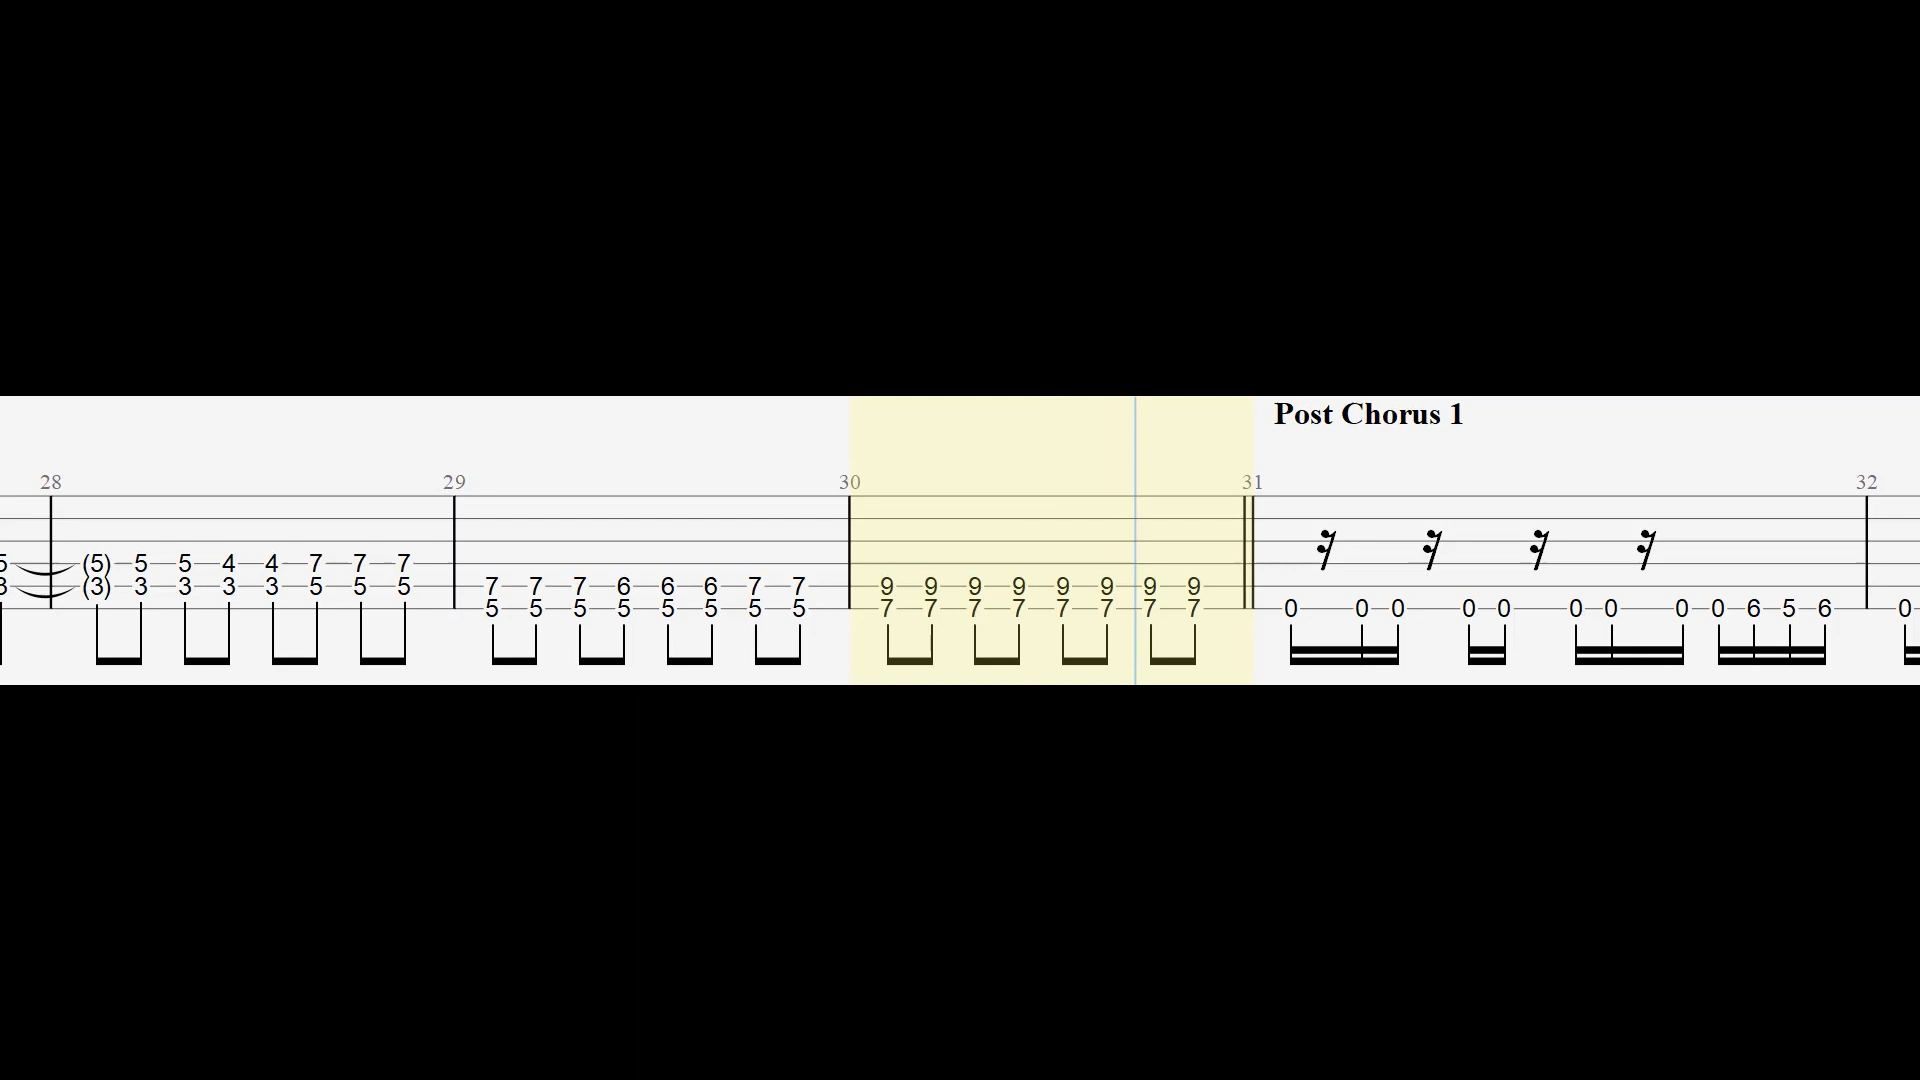 Post Chorus 1
28 29 30 31 32
5 (5) 5 5 4 4 7 7 7
3 (3) 3 3 3 3 5 5 5 7 7 7 6 6 6 7 7 9 9 9 9 9 9 9 9
5 5 5 5 5 5 5 5 7 7 7 7 7 7 7 7 0 0 0 0 0 0 0 0 0 6 5 6 0